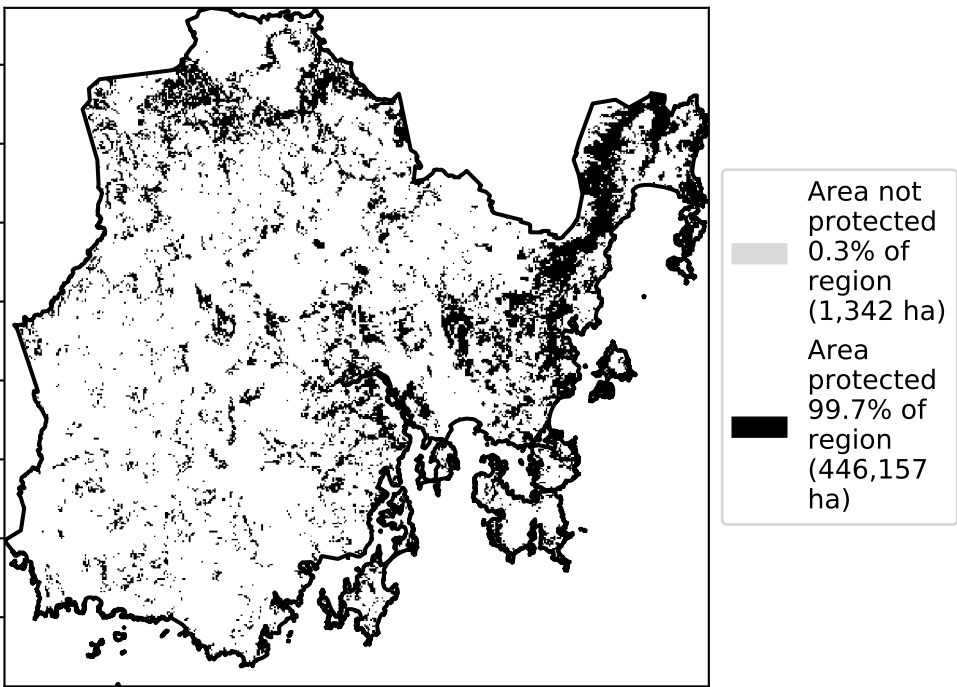 Area not
protected
0.3% of
region
(1,342 ha)
Area
protected
99.7% of
region
(446,157
ha)